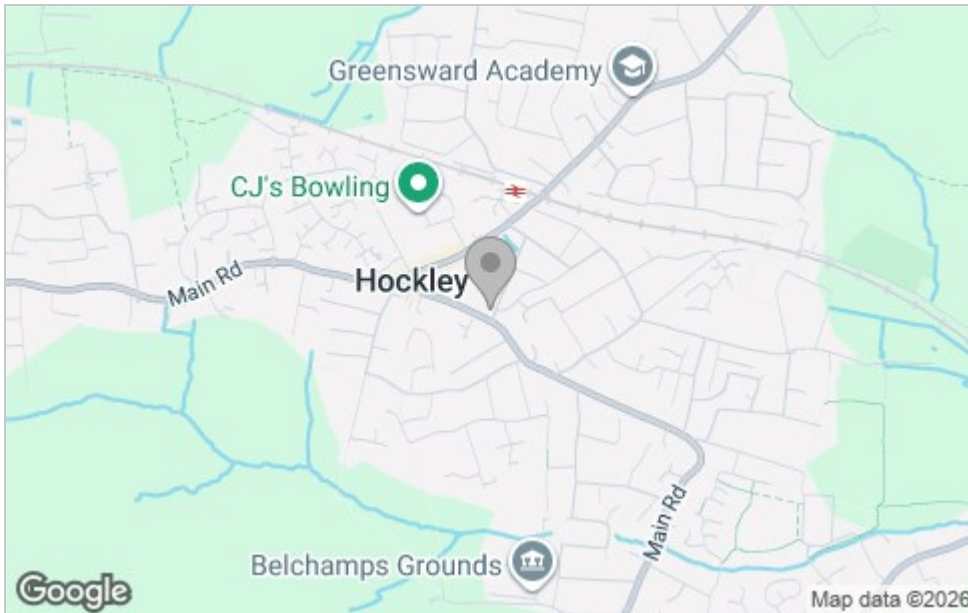 Greensward Academy
CJ's Bowling
Hockley
Main Rd
Main Rd
Belchamps Grounds
Google
Map data ©2026